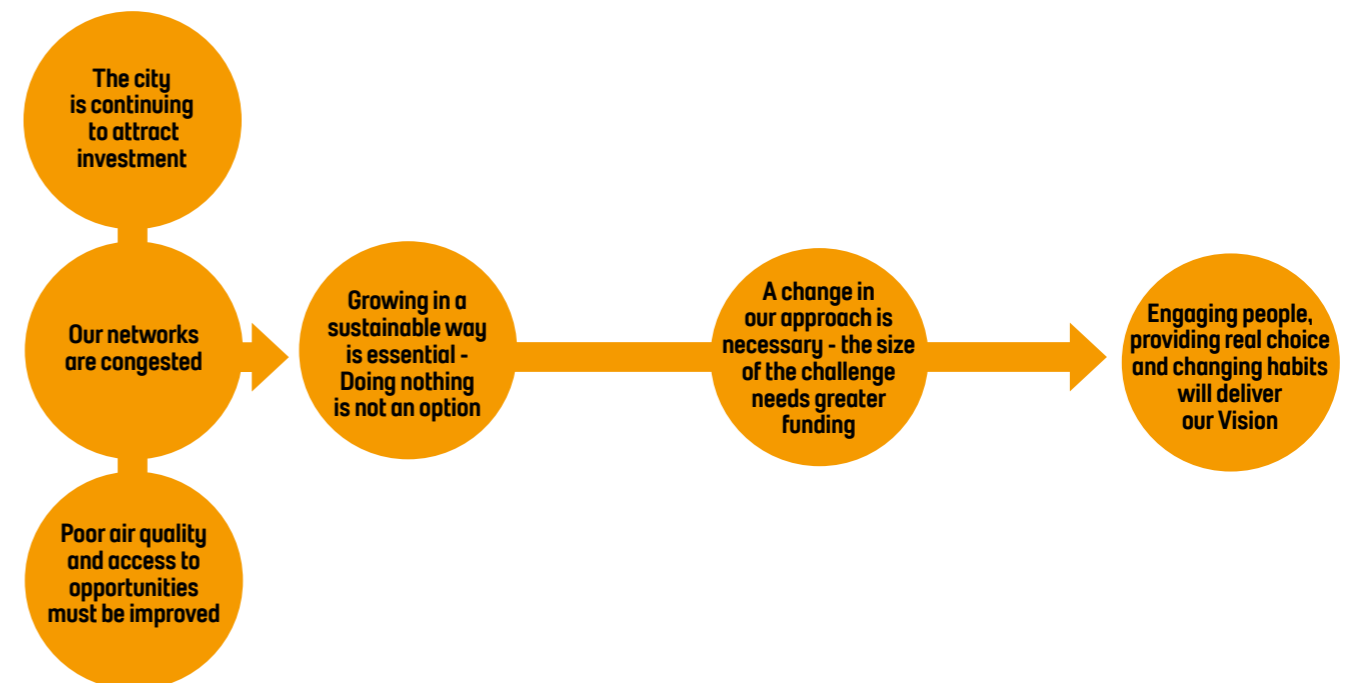 The city
is continuing
to attract
investment
Our networks
are congested
Poor air quality
and access to
opportunities
must be improved
Growing in a
sustainable way
is essential -
Doing nothing
is not an option
A change in
our approach is
necessary - the size
of the challenge
needs greater
funding
Engaging people,
providing real choice
and changing habits
will deliver
our Vision